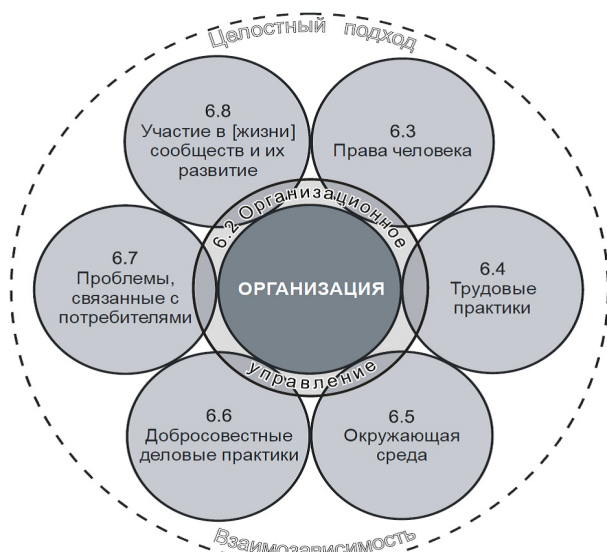 Целостный подход
6.8
Участие в [жизни]
сообществ и их
развитие
6.3
Права человека
6.2 Организационное
управление
6.7
Проблемы,
связанные с
потребителями
ОРГАНИЗАЦИЯ
6.4
Трудовые
практики
6.6
Добросовестные
деловые практики
6.5
Окружающая
среда
Взаимозависимость